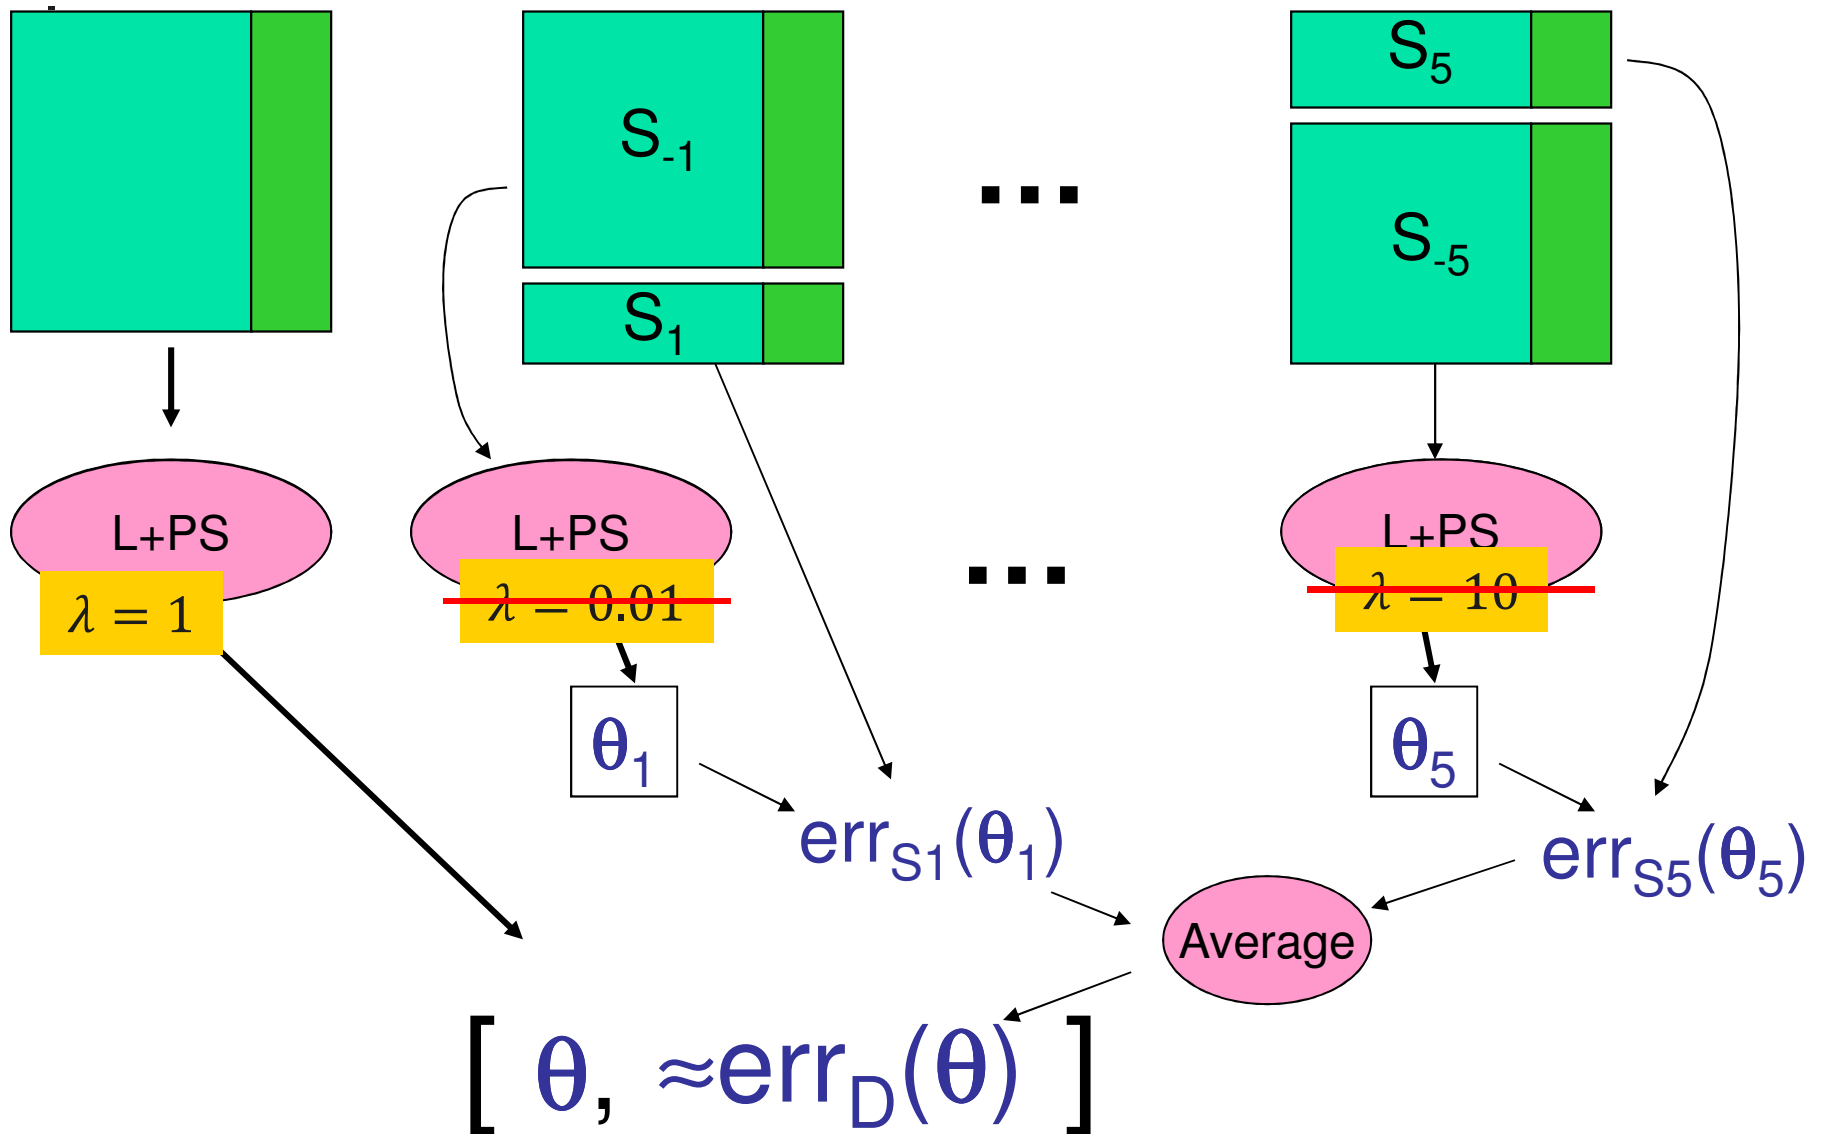 S5
S-1
S-5
S1
...
L+PS
L+PS
L+PS
λ = 1
λ = 0.01
λ = 10
...
θ1
θ5
errS1(θ1)
errS5(θ5)
Average
[ θ, ≈errD(θ) ]